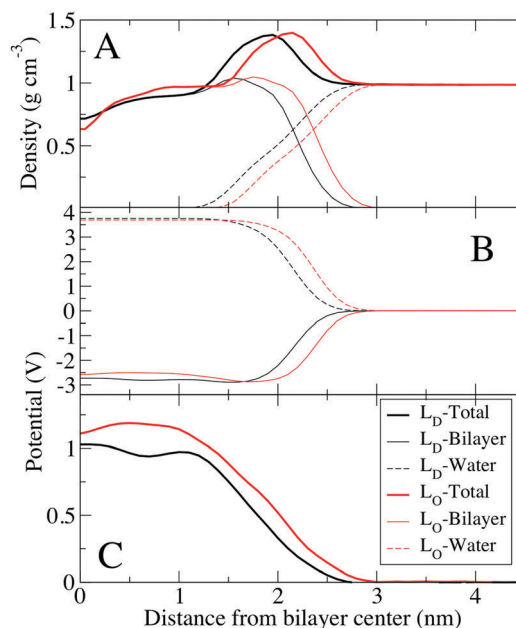 1.5
A
1
0.5
Density (g cm⁻³)
4
3
2
1
0
-1
-2
-3
B
Potential (V)
1
0.5
0
C
L_D-Total
L_D-Bilayer
L_D-Water
L_O-Total
L_O-Bilayer
L_O-Water
0 1 2 3 4
Distance from bilayer center (nm)